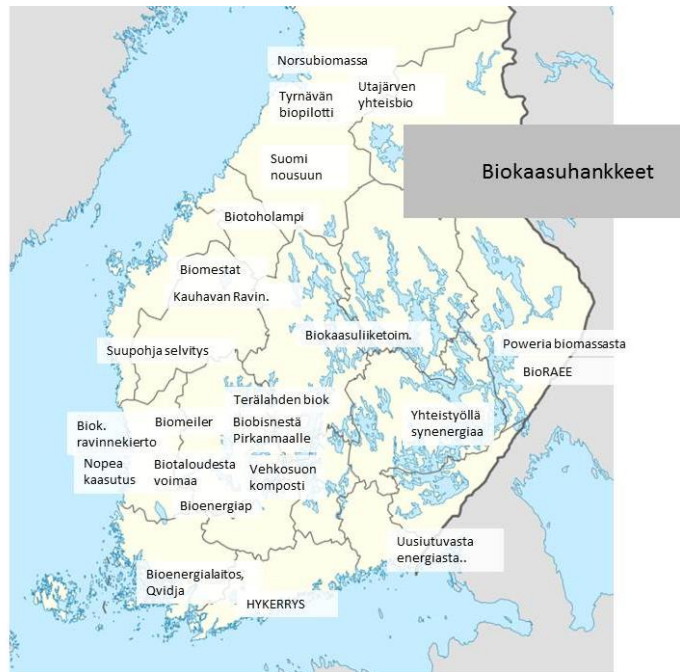 Norsubiomassa
Tyrnävän
biopilotti
Utajärven
yhteisbio
Biokaasuhankkeet
Suomi
nousuun
Biotoholampi
Biomestat
Kauhavan Ravin.
Biokaasuliiketoim.
Suupohja selvitys
Poweria biomassasta
BioRAEE
Terälahden biok
Biok.
ravinnekierto
Biomeiler
Biobisnestä
Pirkanmaalle
Yhteistyöllä
synenergiaa
Nopea
kaasutus
Biotaloudesta
voimaa
Vehkosuon
komposti
Bioenergiap
Uusiutuvasta
energiasta..
Bioenergialaitos,
Qvidja
HYKERRYS